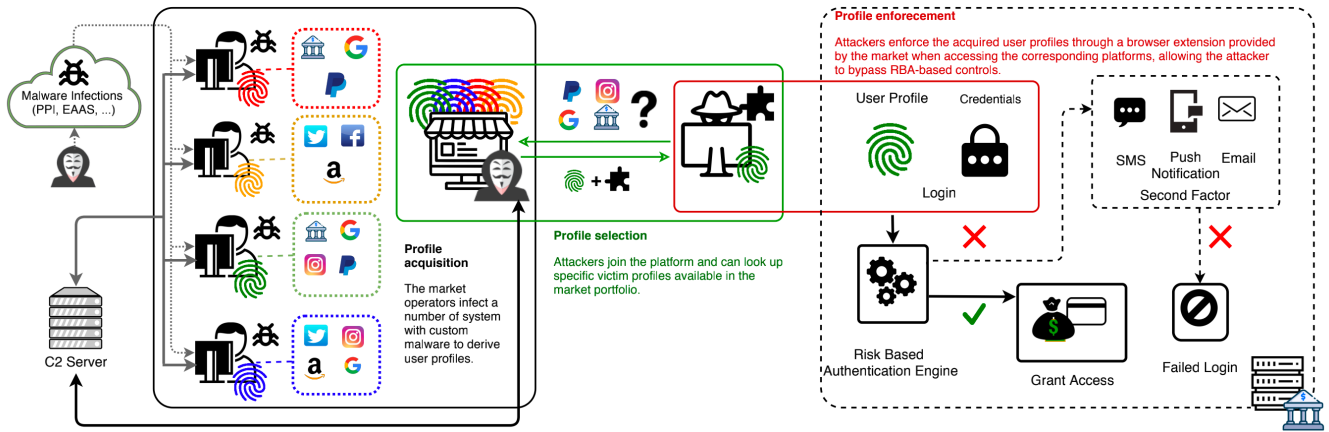 Malware Infections
(PPI, EAAS, ...)
C2 Server
Profile
acquisition
The market
operators infect a
number of system
with custom
malware to derive
user profiles.
Profile selection
Attackers join the platform and can look up
specific victim profiles available in the
market portfolio.
Profile enforecement
Attackers enforce the acquired user profiles through a browser extension provided
by the market when accessing the corresponding platforms, allowing the attacker
to bypass RBA-based controls.
User Profile
Credentials
Login
SMS
Push
Notification
Email
Second Factor
Risk Based
Authentication Engine
Grant Access
Failed Login